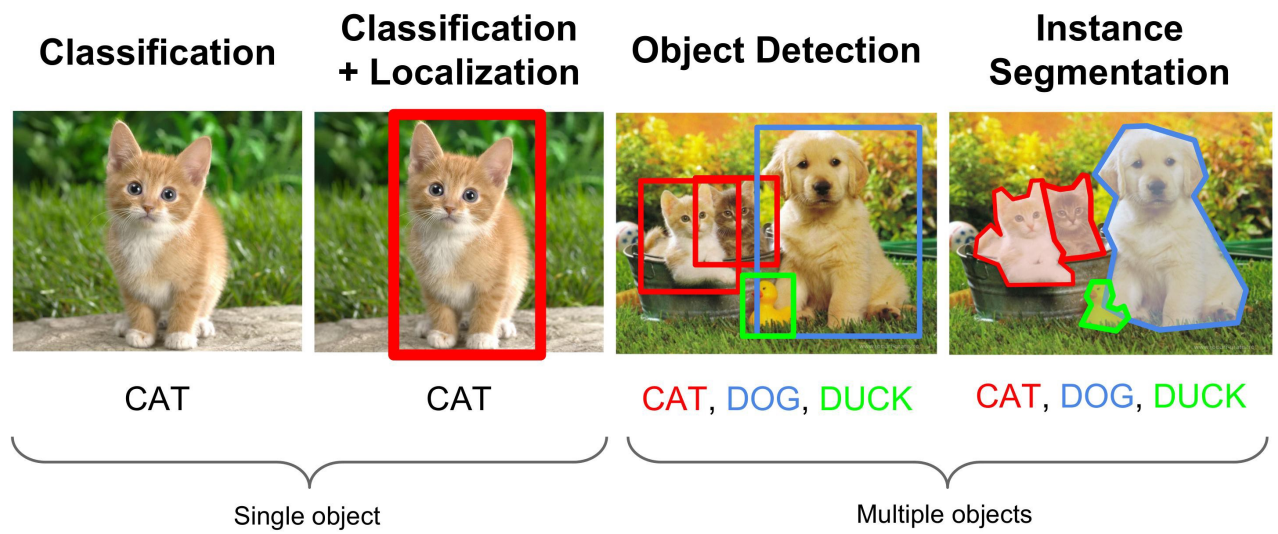 Classification
Classification
+ Localization
Object Detection
Instance
Segmentation
CAT
CAT
CAT, DOG, DUCK
CAT, DOG, DUCK
Single object
Multiple objects